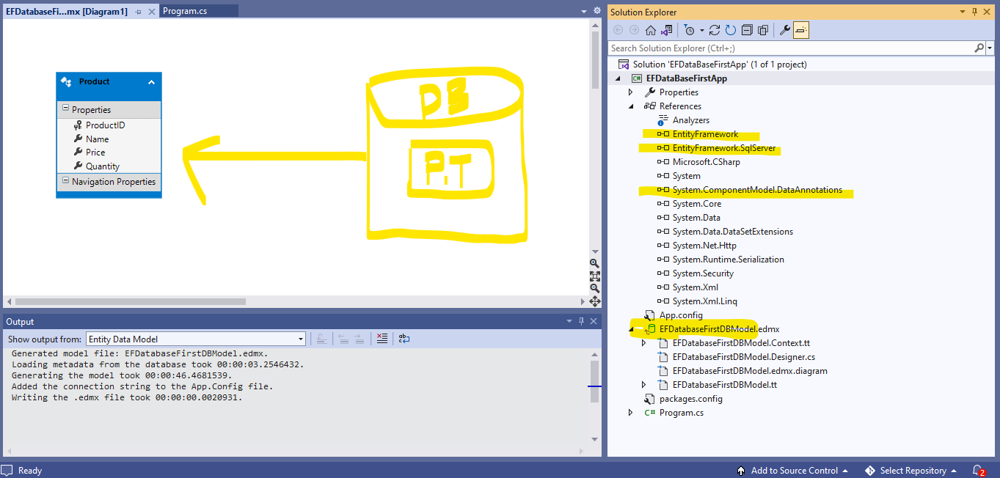 EFDatabaseFi...mx [Diagram1]
Program.cs
Product
Properties
ProductID
Name
Price
Quantity
Navigation Properties
DB
P.T
Output
Show output from: Entity Data Model
Generated model file: EFDatabaseFirstDBModel.edmx.
Loading metadata from the database took 00:00:03.2546432.
Generating the model took 00:00:46.4681539.
Added the connection string to the App.Config file.
Writing the .edmx file took 00:00:00.0020931.
Solution Explorer
Search Solution Explorer (Ctrl+;)
Solution 'EFDataBaseFirstApp' (1 of 1 project)
C# EFDataBaseFirstApp
Properties
References
Analyzers
EntityFramework
EntityFramework.SqlServer
Microsoft.CSharp
System
System.ComponentModel.DataAnnotations
System.Core
System.Data
System.Data.DataSetExtensions
System.Net.Http
System.Runtime.Serialization
System.Security
System.Xml
System.Xml.Linq
App.config
EFDatabaseFirstDBModel.edmx
EFDatabaseFirstDBModel.Context.tt
EFDatabaseFirstDBModel.Designer.cs
EFDatabaseFirstDBModel.edmx.diagram
EFDatabaseFirstDBModel.tt
packages.config
C# Program.cs
Ready
Add to Source Control
Select Repository
2